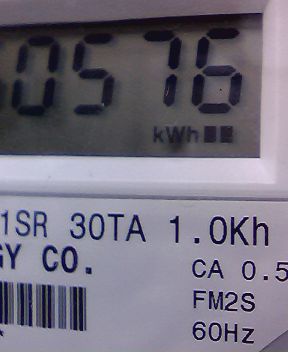 0576
kWh
1SR 30TA 1.0Kh
GY CO.
CA 0.5
FM2S
60Hz